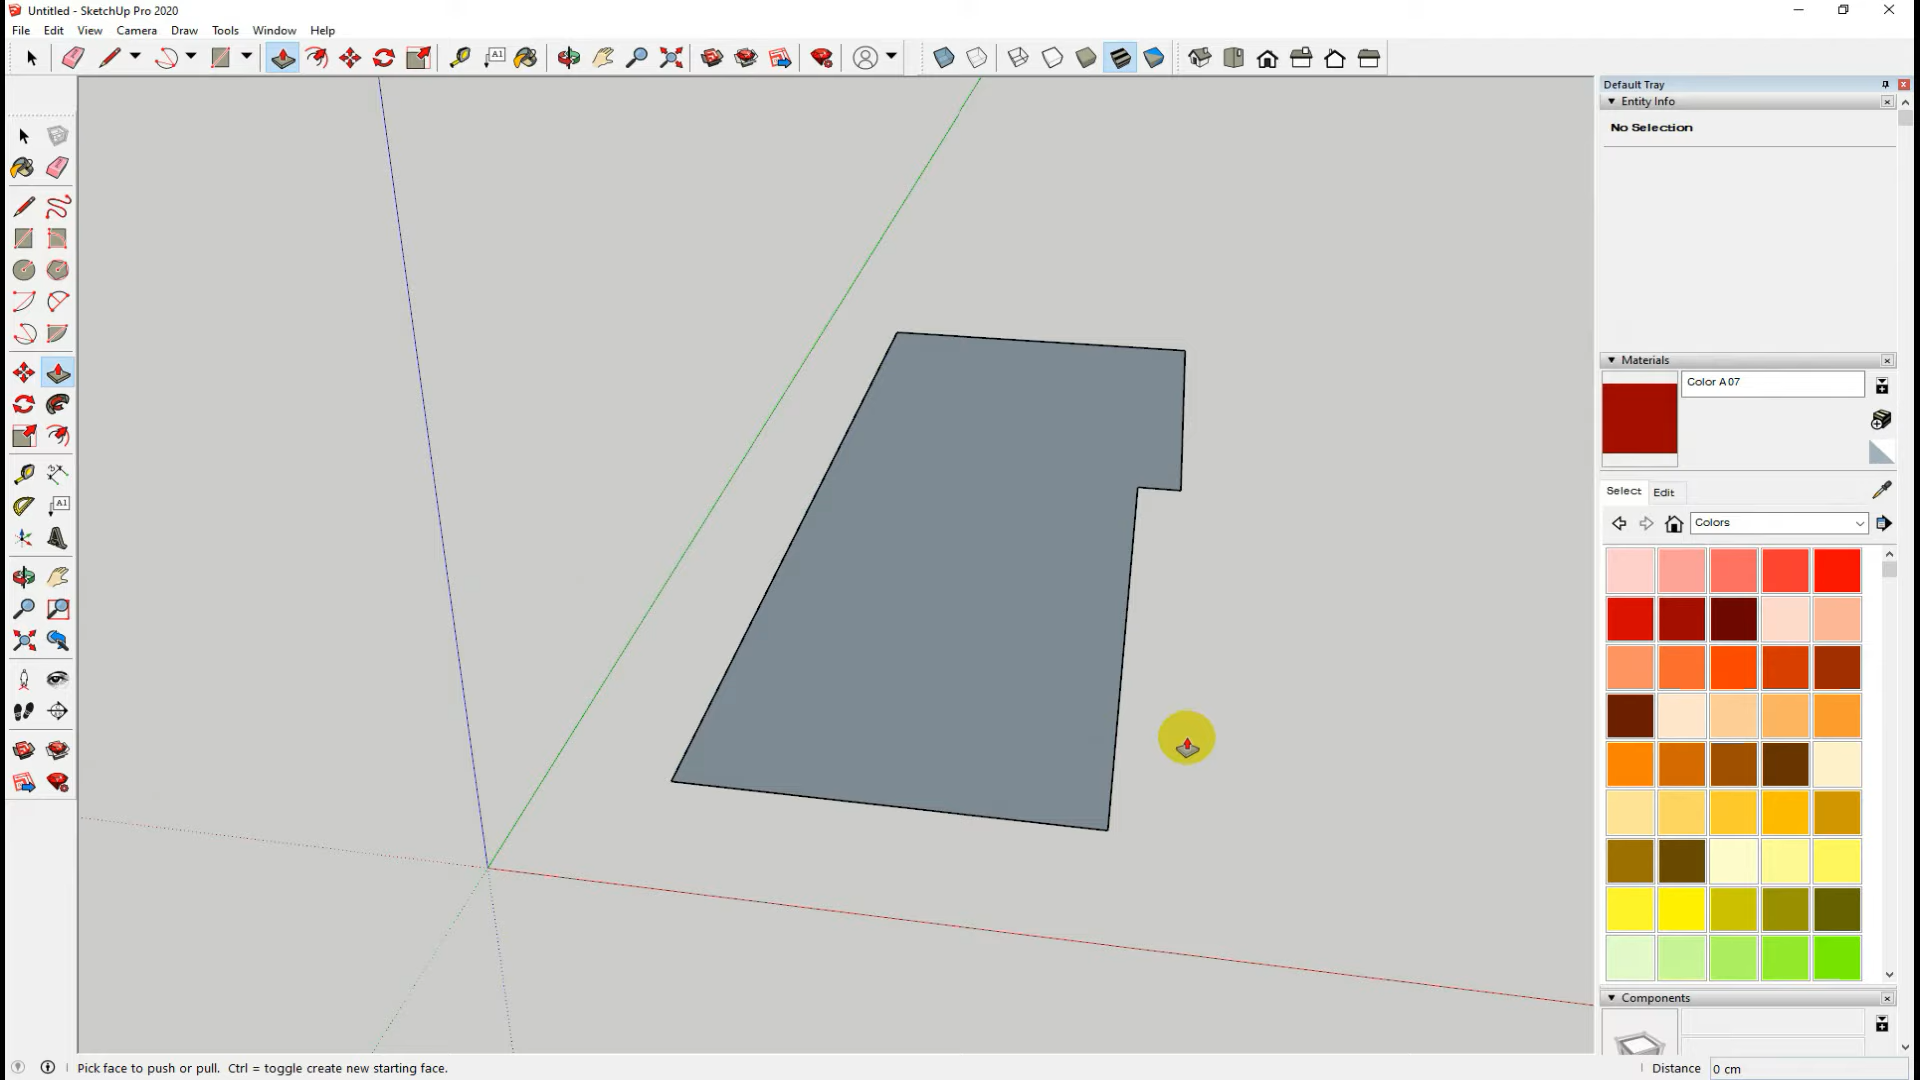 Untitled - SketchUp Pro 2020
File Edit View Camera Draw Tools Window Help
A1
Default Tray
Entity Info
No Selection
Materials
Color A07
A1
Select Edit
Colors
Components
Pick face to push or pull. Ctrl = toggle create new starting face.
Distance 0 cm